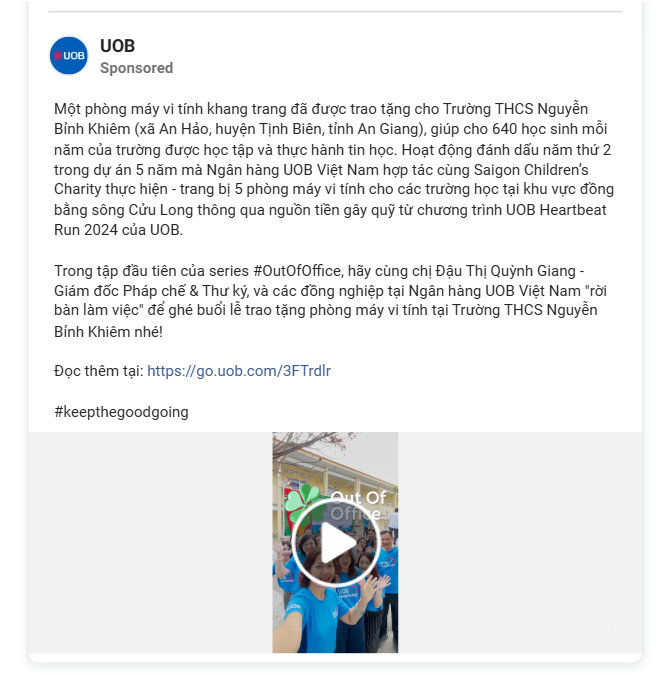 UOB
UOB
Sponsored
Một phòng máy vi tính khang trang đã được trao tặng cho Trường THCS Nguyễn
Bỉnh Khiêm (xã An Hảo, huyện Tịnh Biên, tỉnh An Giang), giúp cho 640 học sinh mỗi
năm của trường được học tập và thực hành tin học. Hoạt động đánh dấu năm thứ 2
trong dự án 5 năm mà Ngân hàng UOB Việt Nam hợp tác cùng Saigon Children’s
Charity thực hiện - trang bị 5 phòng máy vi tính cho các trường học tại khu vực đồng
bằng sông Cửu Long thông qua nguồn tiền gây quỹ từ chương trình UOB Heartbeat
Run 2024 của UOB.
Trong tập đầu tiên của series #OutOfOffice, hãy cùng chị Đậu Thị Quỳnh Giang -
Giám đốc Pháp chế & Thư ký, và các đồng nghiệp tại Ngân hàng UOB Việt Nam "rời
bàn làm việc" để ghé buổi lễ trao tặng phòng máy vi tính tại Trường THCS Nguyễn
Bỉnh Khiêm nhé!
Đọc thêm tại: https://go.uob.com/3FTrdlr
#keepthegoodgoing
Out Of
Office
UOB